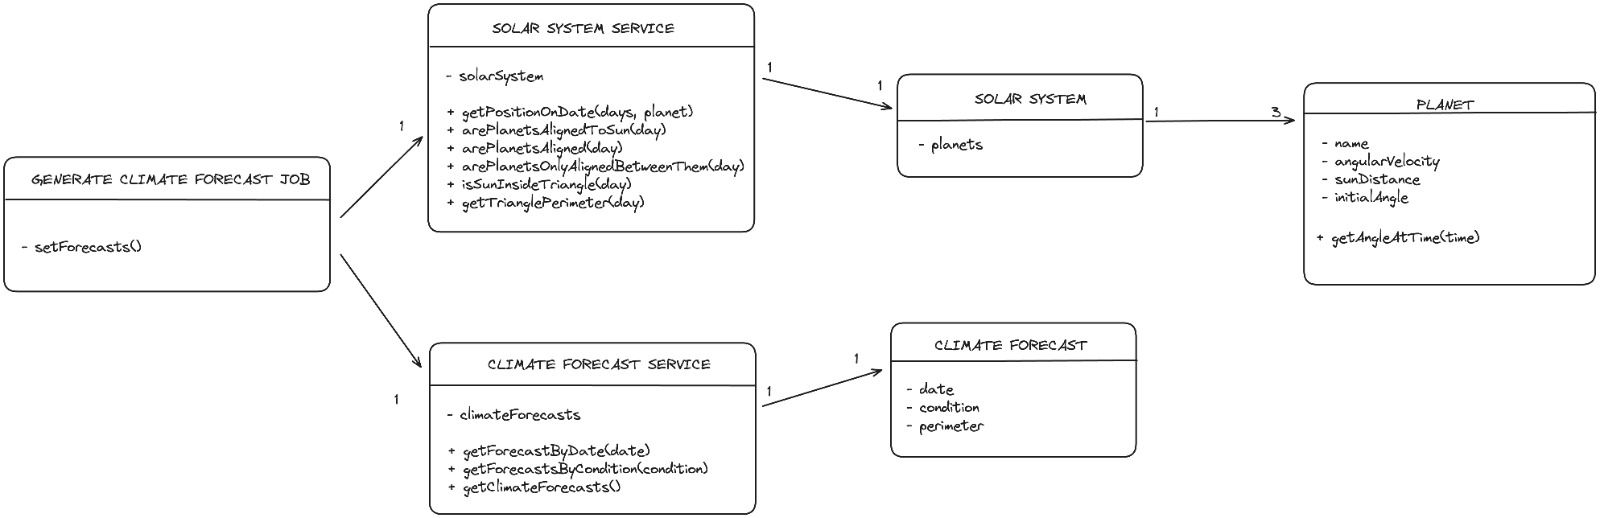 SOLAR SYSTEM SERVICE
- solarSystem
+ getPositionOnDate(days, planet)
+ arePlanetsAlignedToSun(day)
+ arePlanetsAligned(day)
+ arePlanetsOnlyAlignedBetweenThem(day)
+ isSunInsideTriangle(day)
+ getTrianglePerimeter(day)
1
1
SOLAR SYSTEM
- planets
1
3
PLANET
- name
- angularVelocity
- sunDistance
- initialAngle
+ getAngleAtTime(time)
1
GENERATE CLIMATE FORECAST JOB
- setForecasts()
1
CLIMATE FORECAST SERVICE
- climateForecasts
+ getForecastByDate(date)
+ getForecastsByCondition(condition)
+ getClimateForecasts()
1
1
CLIMATE FORECAST
- date
- condition
- perimeter